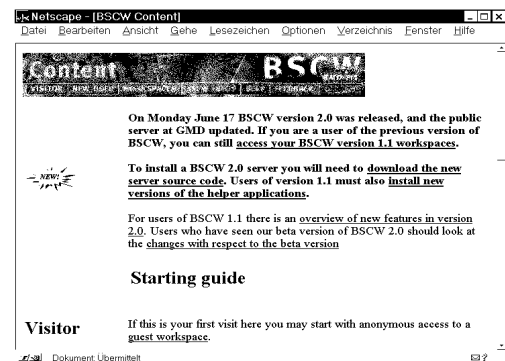 Netscape - [BSCW Content]
Datei Bearbeiten Ansicht Gehe Lesezeichen Optionen Verzeichnis Fenster Hilfe
Content BSCW
VISITOR NEW USER WORKSPACES HELP FEEDBACK
On Monday June 17 BSCW version 2.0 was released, and the public
server at GMD updated. If you are a user of the previous version of
BSCW, you can still access your BSCW version 1.1 workspaces.
NEW!
To install a BSCW 2.0 server you will need to download the new
server source code. Users of version 1.1 must also install new
versions of the helper applications.
For users of BSCW 1.1 there is an overview of new features in version
2.0. Users who have seen our beta version of BSCW 2.0 should look at
the changes with respect to the beta version
Starting guide
Visitor
If this is your first visit here you may start with anonymous access to a
guest workspace.
Dokument: Übermittelt